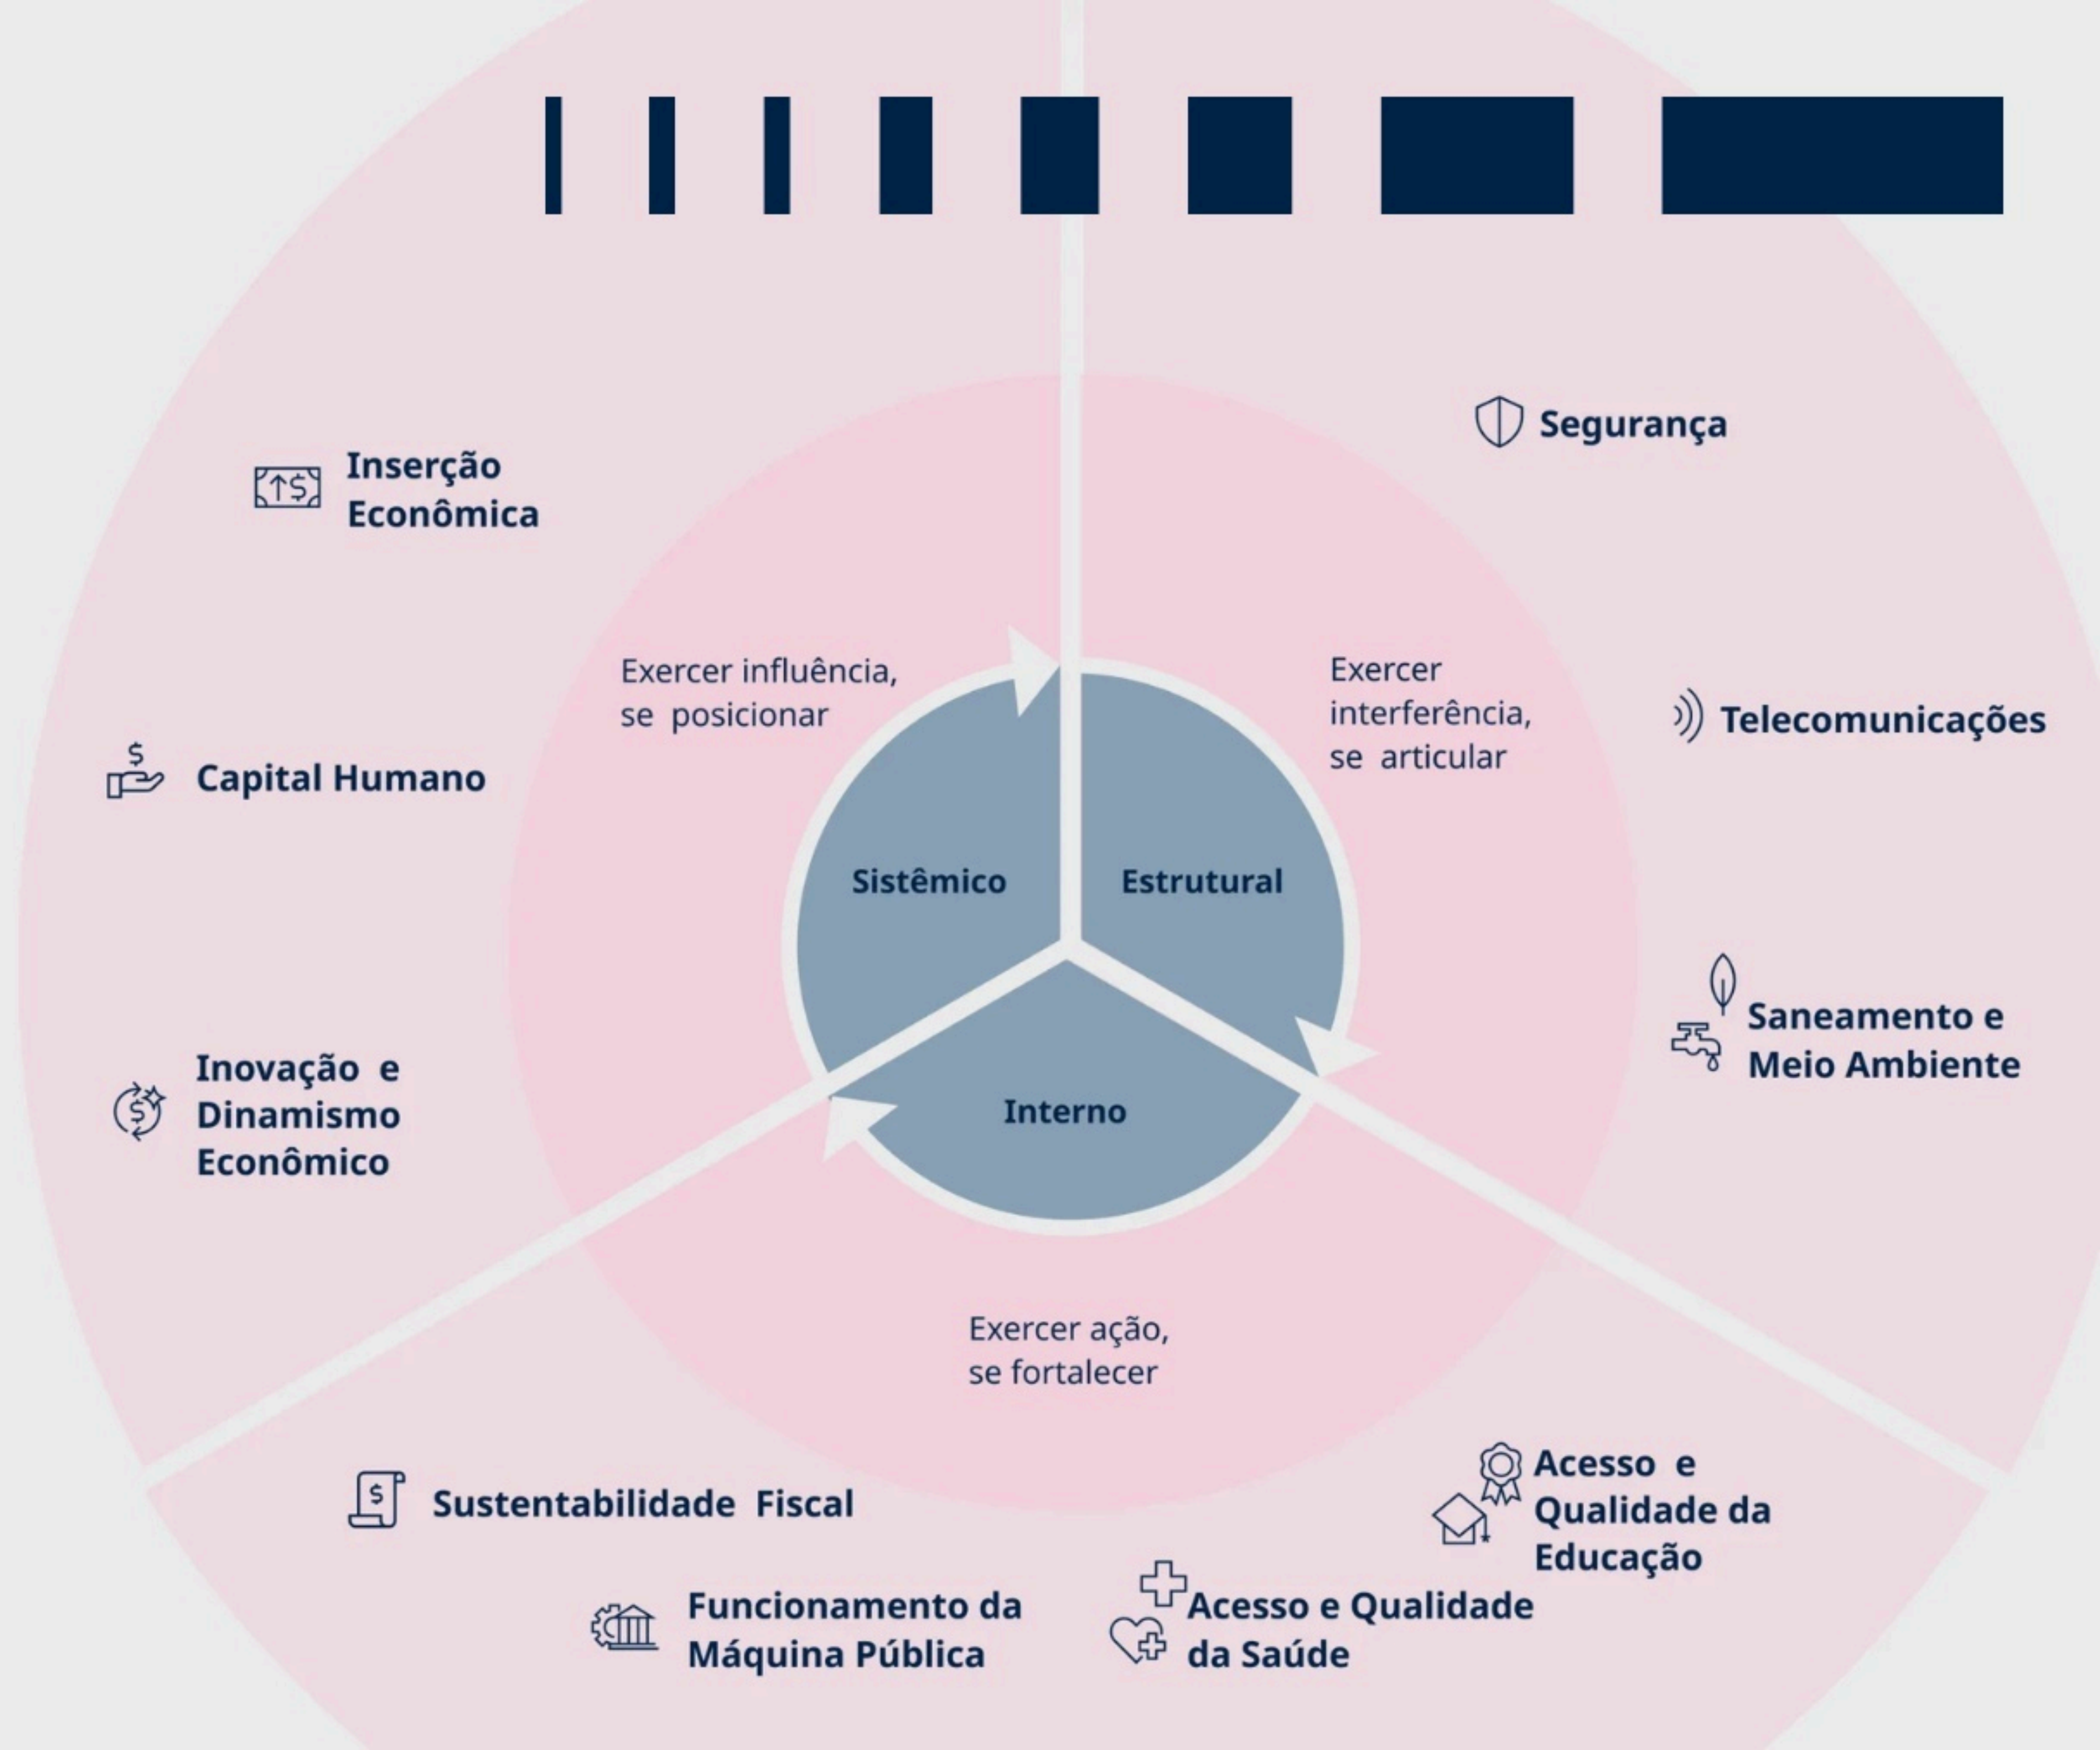 Inserção
Econômica
Segurança
Exercer influência,
se posicionar
Exercer
interferência,
se articular
Telecomunicações
Capital Humano
Sistêmico
Estrutural
Saneamento e
Meio Ambiente
Inovação e
Dinamismo
Econômico
Interno
Exercer ação,
se fortalecer
Sustentabilidade Fiscal
Funcionamento da
Máquina Pública
Acesso e Qualidade
da Saúde
Acesso e
Qualidade da
Educação